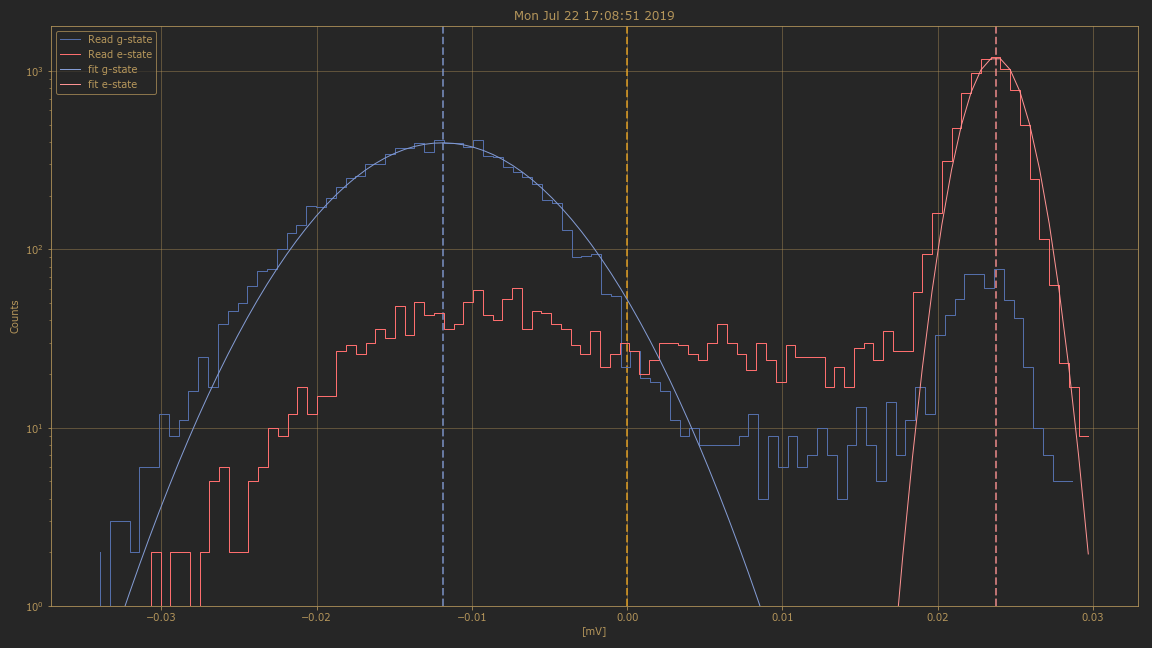 Mon Jul 22 17:08:51 2019
Read g-state
Read e-state
fit g-state
fit e-state
10³
10²
10¹
10⁰
Counts
−0.03 −0.02 −0.01 0.00 0.01 0.02 0.03
[mV]